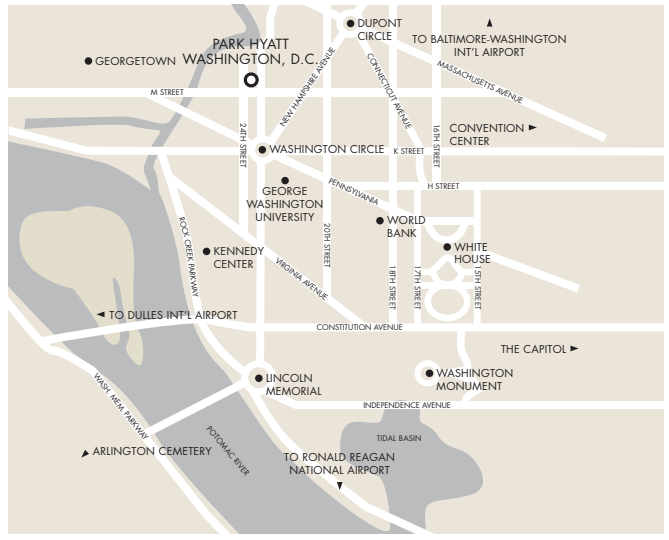 DUPONT
CIRCLE
TO BALTIMORE-WASHINGTON
INT'L AIRPORT
PARK HYATT
WASHINGTON, D.C.
GEORGETOWN
NEW HAMPSHIRE AVENUE
CONNECTICUT AVENUE
MASSACHUSETTS AVENUE
M STREET
24TH STREET
16TH STREET
CONVENTION
CENTER
WASHINGTON CIRCLE
K STREET
H STREET
PENNSYLVANIA
GEORGE
WASHINGTON
UNIVERSITY
WORLD
BANK
WHITE
HOUSE
ROCK CREEK PARKWAY
KENNEDY
CENTER
VIRGINIA AVENUE
20TH STREET
18TH STREET
17TH STREET
15TH STREET
TO DULLES INT'L AIRPORT
CONSTITUTION AVENUE
THE CAPITOL
LINCOLN
MEMORIAL
WASHINGTON
MONUMENT
WASH. MEM. PARKWAY
INDEPENDENCE AVENUE
POTOMAC RIVER
TIDAL BASIN
ARLINGTON CEMETERY
TO RONALD REAGAN
NATIONAL AIRPORT